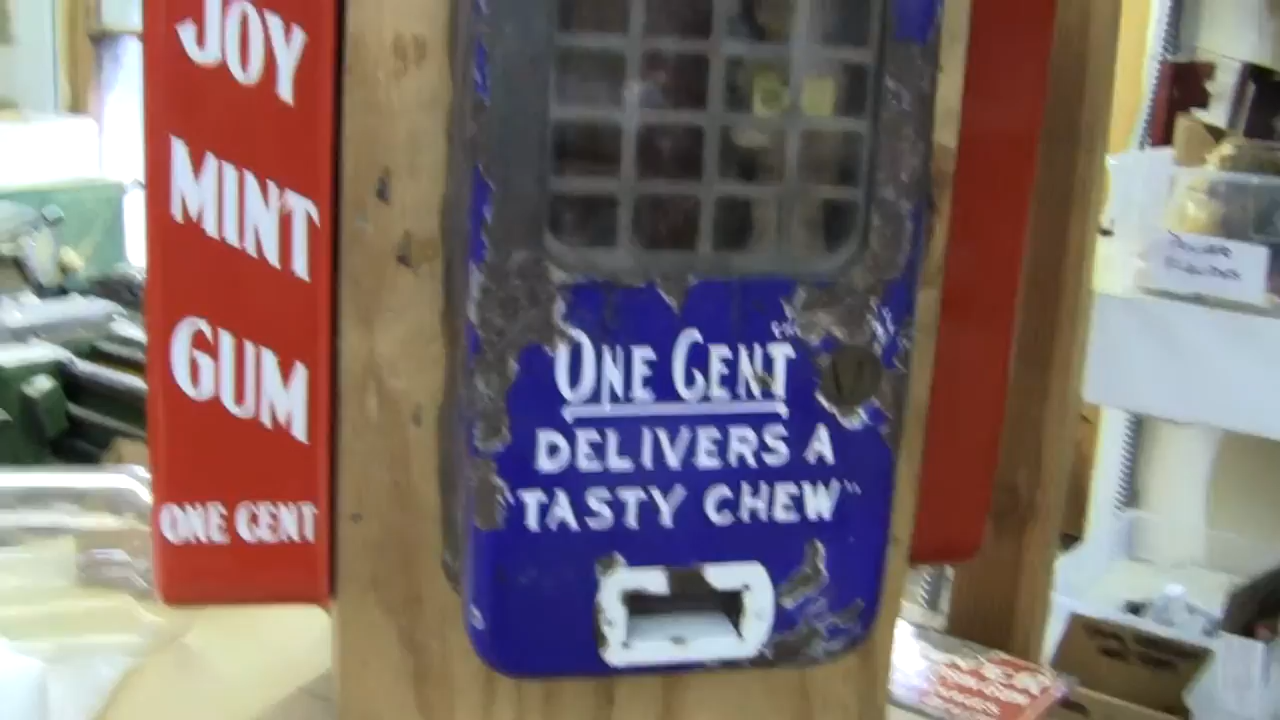 JOY
MINT
GUM
ONE CENT
ONE CENT
DELIVERS A
"TASTY CHEW"